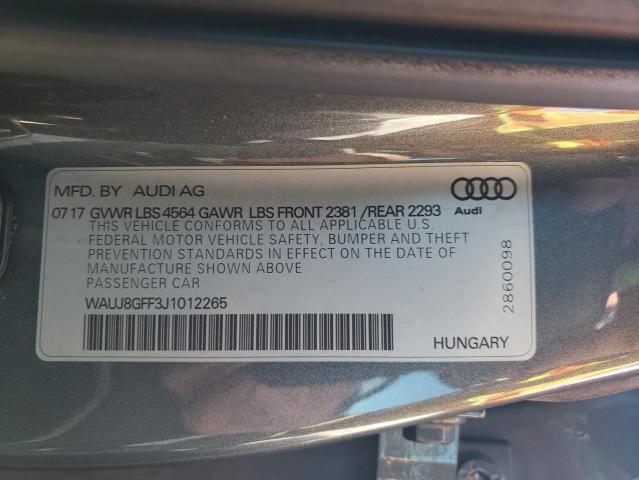 MFD. BY AUDI AG
07 17 GVWR LBS 4564 GAWR LBS FRONT 2381 / REAR 2293
Audi
THIS VEHICLE CONFORMS TO ALL APPLICABLE U.S.
FEDERAL MOTOR VEHICLE SAFETY, BUMPER AND THEFT
PREVENTION STANDARDS IN EFFECT ON THE DATE OF
MANUFACTURE SHOWN ABOVE
PASSENGER CAR
WAUJ8GFF3J1012265
HUNGARY
2860098